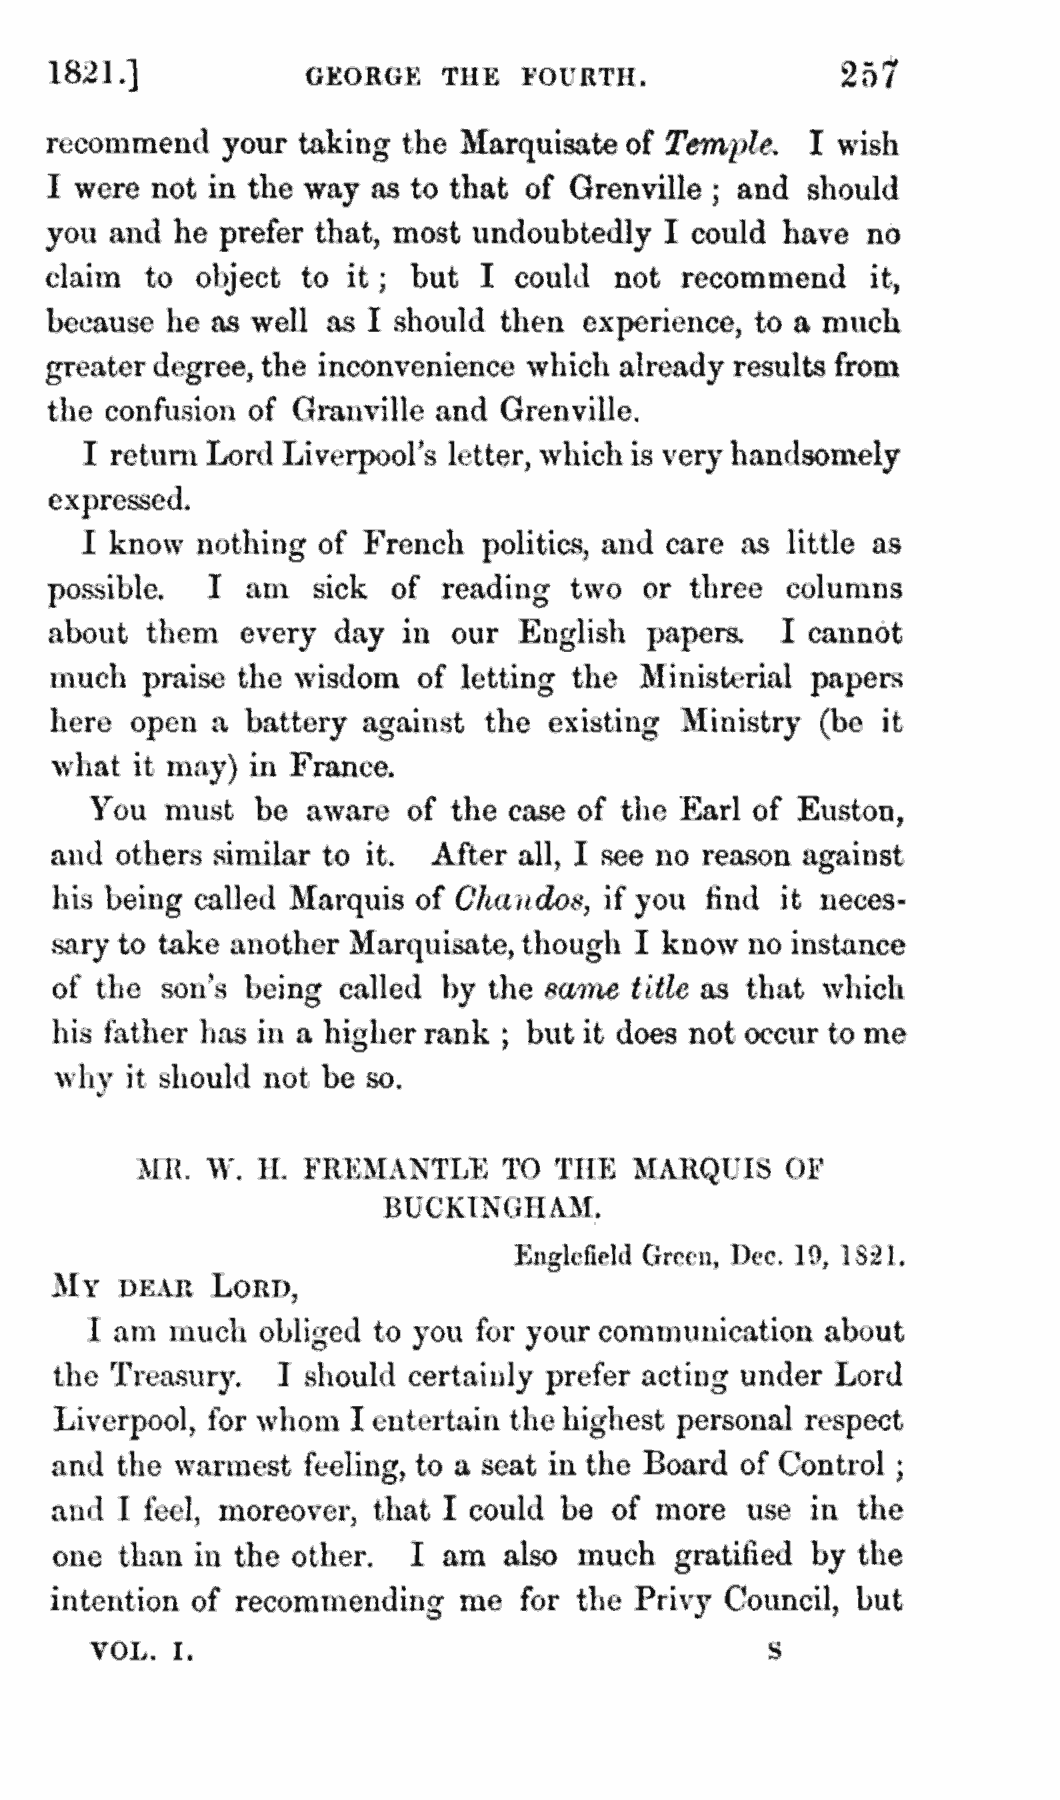 1821.] GEORGE THE FOURTH. 257
recommend your taking the Marquisate of Temple. I wish
I were not in the way as to that of Grenville ; and should
you and he prefer that, most undoubtedly I could have no
claim to object to it ; but I could not recommend it,
because he as well as I should then experience, to a much
greater degree, the inconvenience which already results from
the confusion of Granville and Grenville.
I return Lord Liverpool's letter, which is very handsomely
expressed.
I know nothing of French politics, and care as little as
possible. I am sick of reading two or three columns
about them every day in our English papers. I cannot
much praise the wisdom of letting the Ministerial papers
here open a battery against the existing Ministry (be it
what it may) in France.
You must be aware of the case of the Earl of Euston,
and others similar to it. After all, I see no reason against
his being called Marquis of Chandos, if you find it neces-
sary to take another Marquisate, though I know no instance
of the son's being called by the same title as that which
his father has in a higher rank ; but it does not occur to me
why it should not be so.
MR. W. H. FREMANTLE TO THE MARQUIS OF
BUCKINGHAM.
Englefield Green, Dec. 19, 1821.
MY DEAR LORD,
I am much obliged to you for your communication about
the Treasury. I should certainly prefer acting under Lord
Liverpool, for whom I entertain the highest personal respect
and the warmest feeling, to a seat in the Board of Control ;
and I feel, moreover, that I could be of more use in the
one than in the other. I am also much gratified by the
intention of recommending me for the Privy Council, but
VOL. I. S